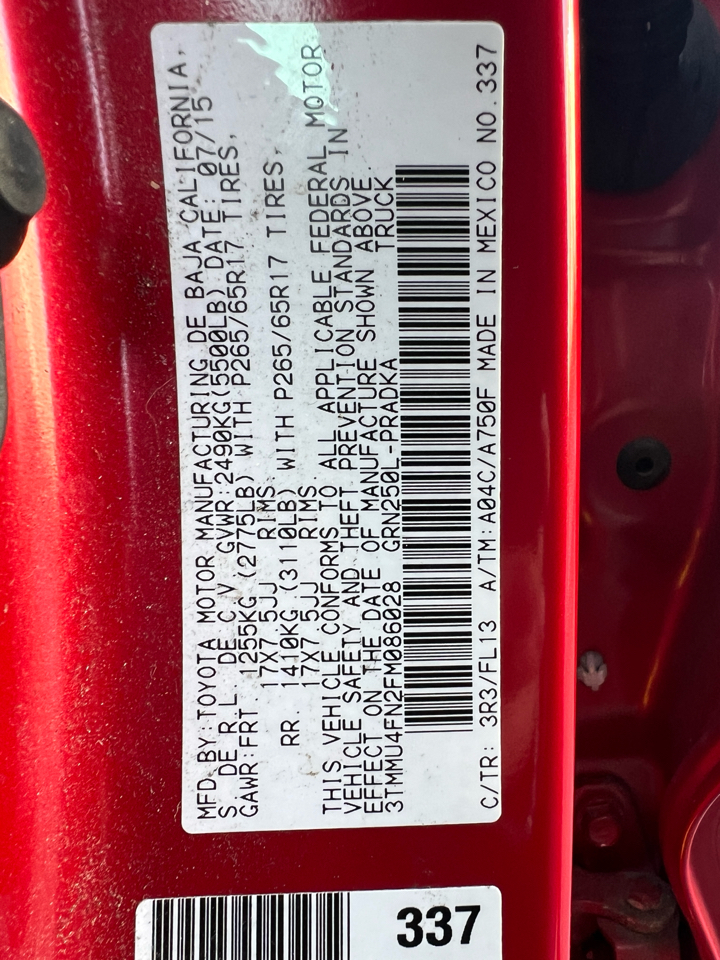 MFD.BY:TOYOTA MOTOR MANUFACTURING DE BAJA CALIFORNIA,
S. DE R.L. DE C.V. GVWR:2490KG(5500LB) DATE: 07/15
GAWR:FRT. 1255KG (2775LB) WITH P265/65R17 TIRES,
17X7.5JJ RIMS.
RR. 1410KG (3110LB) WITH P265/65R17 TIRES,
17X7.5JJ RIMS.
THIS VEHICLE CONFORMS TO ALL APPLICABLE FEDERAL MOTOR
VEHICLE SAFETY AND THEFT PREVENTION STANDARDS IN
EFFECT ON THE DATE OF MANUFACTURE SHOWN ABOVE.
3TMMU4FN2FM086028 GRN250L-PRADKA TRUCK
C/TR: 3R3/FL13 A/TM:A04C/A750F MADE IN MEXICO NO.337
337